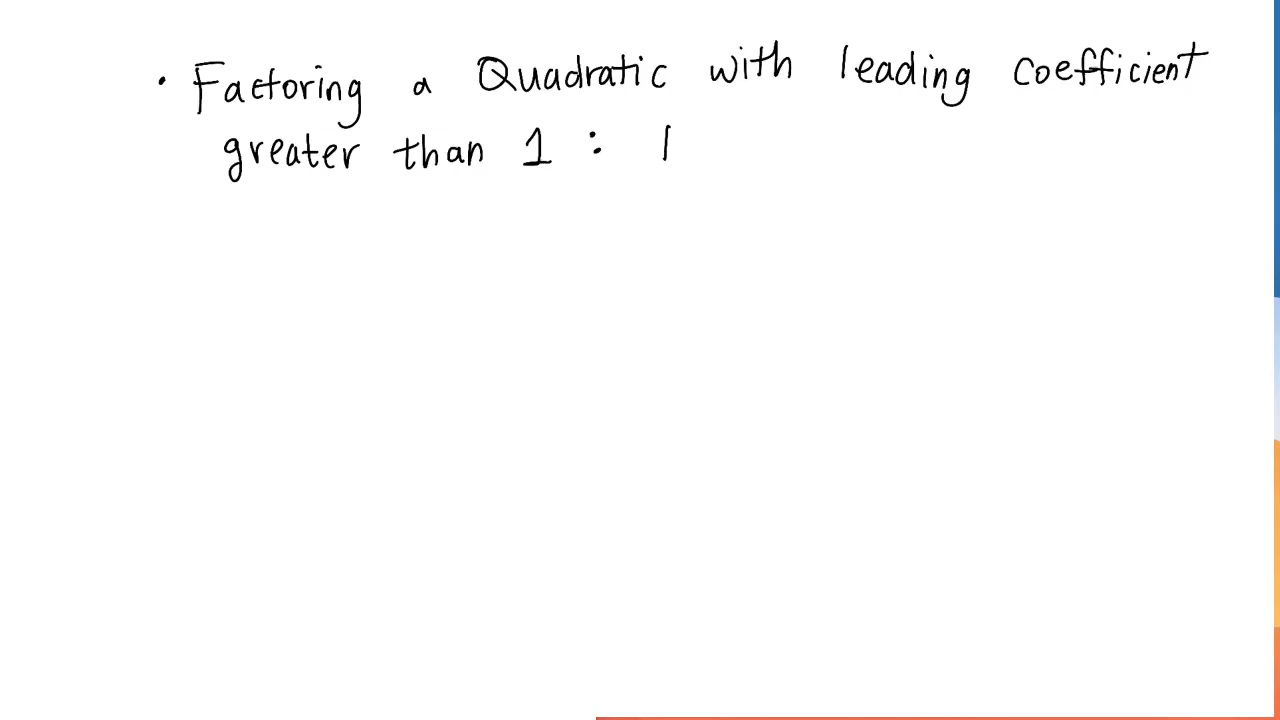 · Factoring a Quadratic with leading coefficient
greater than 1 : |